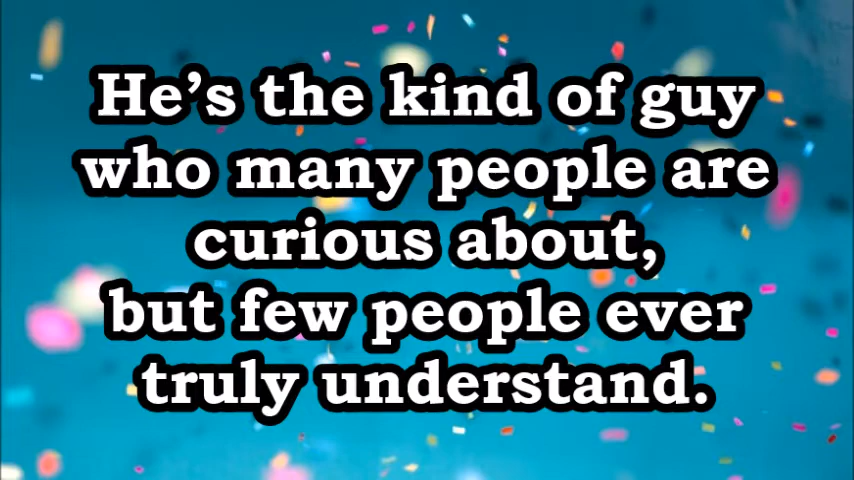 He’s the kind of guy
who many people are
curious about,
but few people ever
truly understand.